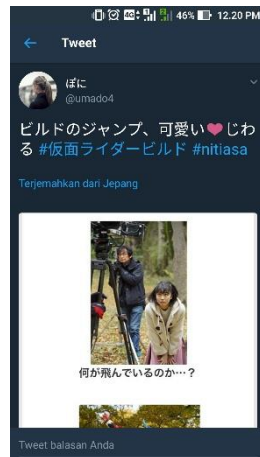 46% 12.20 PM
Tweet
ぽに
@umado4
ビルドのジャンプ、可愛い❤じわ
る #仮面ライダービルド #nitiasa
Terjemahkan dari Jepang
何が飛んでいるのか…?
Tweet balasan Anda